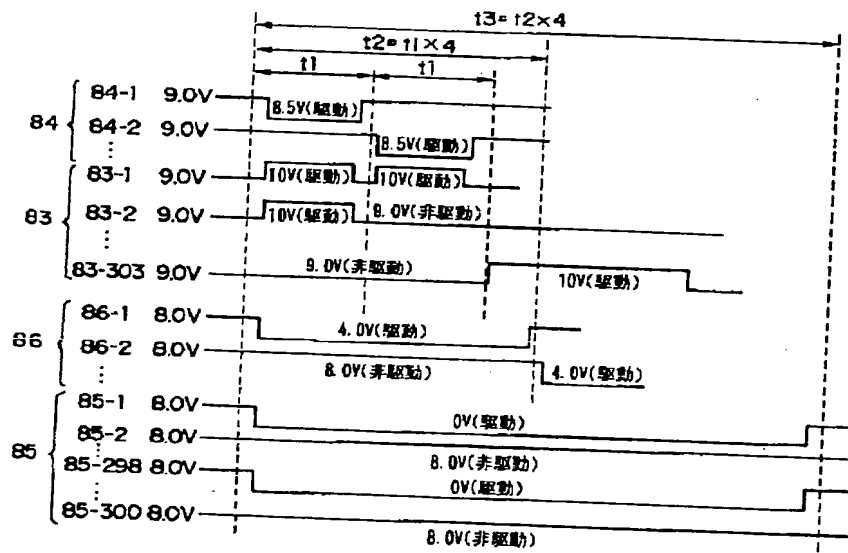 t3=t2×4
t2=t1×4
t1 t1
84
84-1 9.0V 8.5V(駆動)
84-2 9.0V 8.5V(駆動)
⋮
83
83-1 9.0V 10V(駆動) 10V(駆動)
83-2 9.0V 10V(駆動) 9.0V(非駆動)
⋮
83-303 9.0V 9.0V(非駆動) 10V(駆動)
86
86-1 8.0V 4.0V(駆動)
86-2 8.0V 8.0V(非駆動) 4.0V(駆動)
⋮
85
85-1 8.0V 0V(駆動)
85-2 8.0V 8.0V(非駆動)
⋮
85-298 8.0V 0V(駆動)
⋮
85-300 8.0V 8.0V(非駆動)